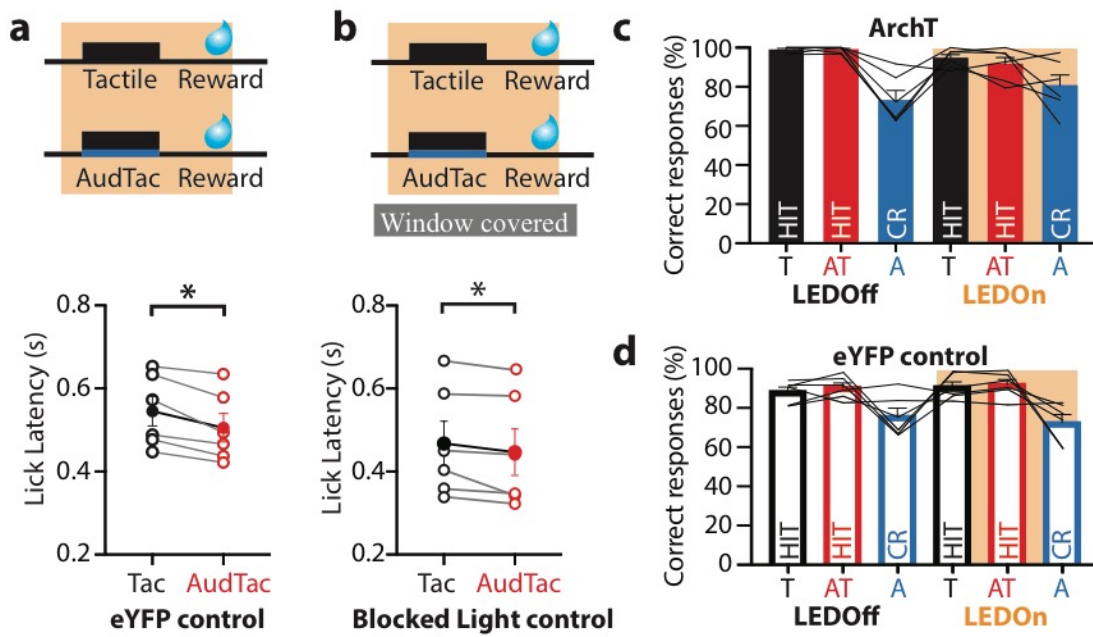 a
Tactile Reward
AudTac Reward
*
0.8
0.6
0.4
0.2
Lick Latency (s)
Tac AudTac
eYFP control
b
Tactile Reward
AudTac Reward
Window covered
*
0.8
0.6
0.4
0.2
Lick Latency (s)
Tac AudTac
Blocked Light control
c
ArchT
Correct responses (%)
100
80
60
40
20
0
HIT HIT CR HIT HIT CR
T AT A T AT A
LEDOff LEDOn
d
eYFP control
Correct responses (%)
100
80
60
40
20
0
HIT HIT CR HIT HIT CR
T AT A T AT A
LEDOff LEDOn